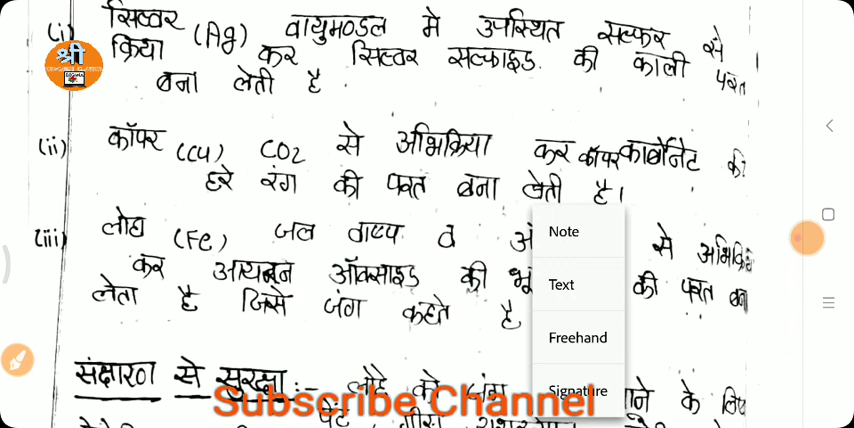 (i) सिल्वर (Ag) वायुमण्डल मे उपस्थित सल्फर से
क्रिया कर सिल्वर सल्फाइड की काली परत
बना लेती है
श्री
(ii) कॉपर (Cu) CO2 से अभिक्रिया कर कॉपर कार्बोनेट की
हरे रंग की परत बना लेती है।
(iii) लोहा (Fe) जल वाष्प व से
कर आयरन ऑक्साइड की की परत बना
लेता है जिसे जंग कहते है
Note
Text
Freehand
Signature
संक्षारण से सुरक्षा :- लोहे को जंग के लिए
Subscribe Channel